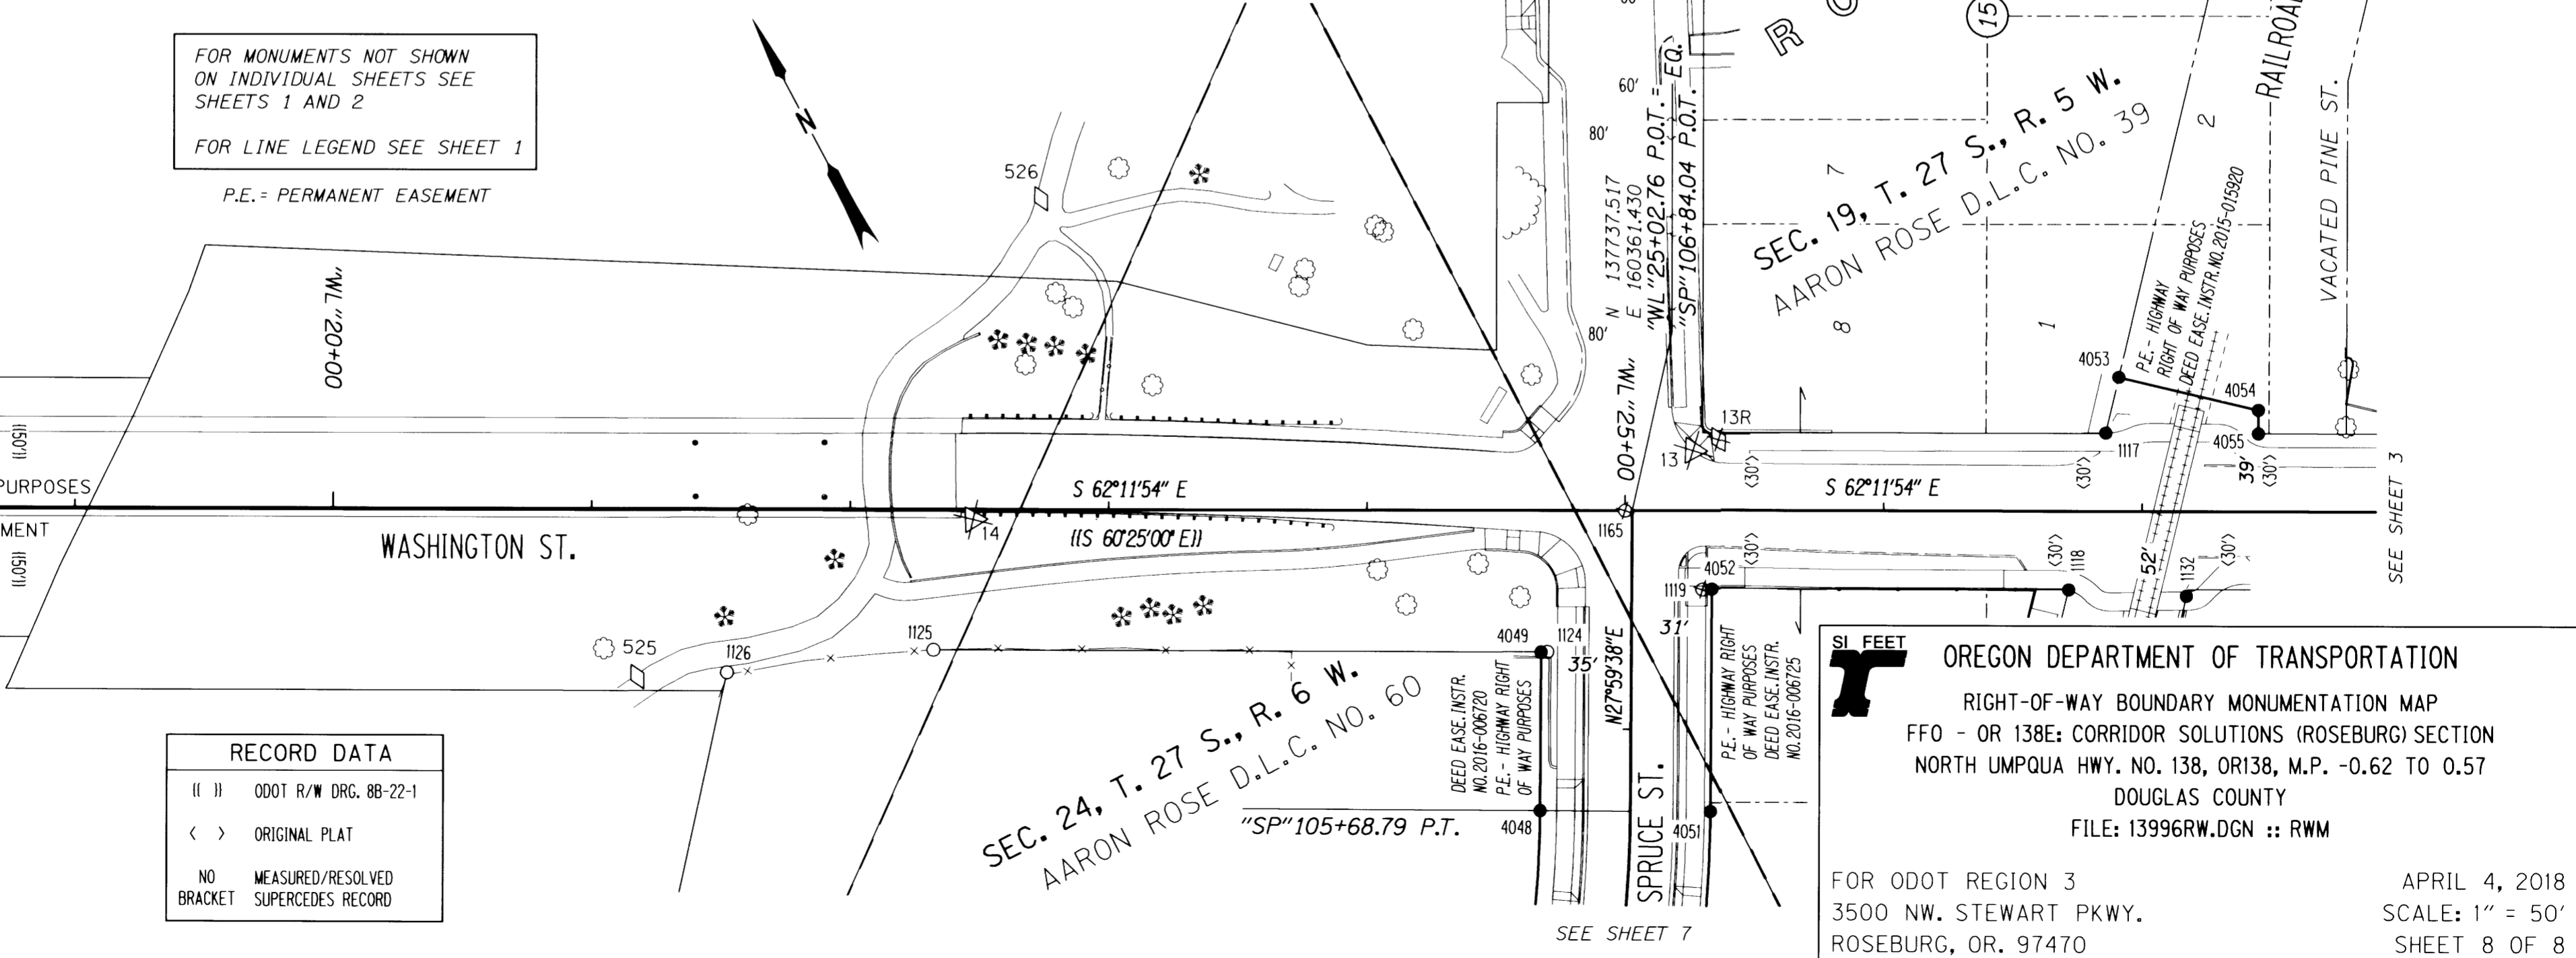 FOR MONUMENTS NOT SHOWN
ON INDIVIDUAL SHEETS SEE
SHEETS 1 AND 2
FOR LINE LEGEND SEE SHEET 1
P.E. = PERMANENT EASEMENT
N
526
"WL"20+00
((50'))
PURPOSES
MENT
((50'))
WASHINGTON ST.
S 62°11'54" E
((S 60°25'00" E))
14
525
1126
1125
60'
80'
80'
N 137737.517
E 160361.430
"WL"25+02.76 P.O.T. = EQ.
"SP"106+84.04 P.O.T.
"WL"25+00
1165
13
13R
R
15
SEC. 19, T. 27 S., R. 5 W.
AARON ROSE D.L.C. NO. 39
7
8
1
2
RAILROA
VACATED PINE ST.
P.E. - HIGHWAY
RIGHT OF WAY PURPOSES
DEED EASE.INSTR.NO.2015-015920
4053
4054
4055
1117
39'
<30'>
<30'>
<30'>
S 62°11'54" E
SEE SHEET 3
<30'>
<30'>
<30'>
1118
52'
1132
4052
1119
31'
4049
1124
35'
N27°59'38"E
DEED EASE.INSTR.
NO.2016-006720
P.E. - HIGHWAY RIGHT
OF WAY PURPOSES
P.E. - HIGHWAY RIGHT
OF WAY PURPOSES
DEED EASE.INSTR.
NO.2016-006725
SEC. 24, T. 27 S., R. 6 W.
AARON ROSE D.L.C. NO. 60
"SP"105+68.79 P.T.
4048
4051
SPRUCE ST.
SEE SHEET 7
RECORD DATA
(( )) ODOT R/W DRG. 8B-22-1
< > ORIGINAL PLAT
NO MEASURED/RESOLVED
BRACKET SUPERCEDES RECORD
SI FEET
OREGON DEPARTMENT OF TRANSPORTATION
RIGHT-OF-WAY BOUNDARY MONUMENTATION MAP
FFO - OR 138E: CORRIDOR SOLUTIONS (ROSEBURG) SECTION
NORTH UMPQUA HWY. NO. 138, OR138, M.P. -0.62 TO 0.57
DOUGLAS COUNTY
FILE: 13996RW.DGN :: RWM
FOR ODOT REGION 3
3500 NW. STEWART PKWY.
ROSEBURG, OR. 97470
APRIL 4, 2018
SCALE: 1" = 50'
SHEET 8 OF 8